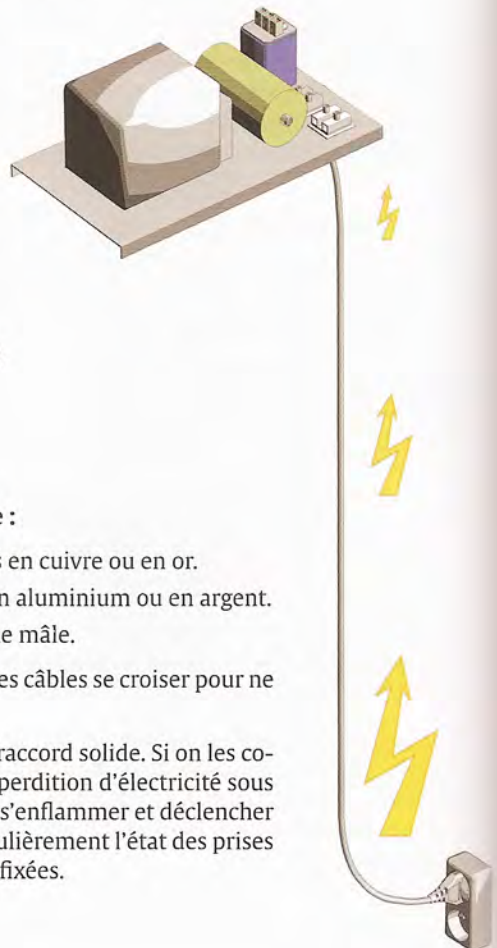 e :
s en cuivre ou en or.
n aluminium ou en argent.
e mâle.
es câbles se croiser pour ne
raccord solide. Si on les co-
perdition d’électricité sous
s’enflammer et déclencher
ulièrement l’état des prises
fixées.